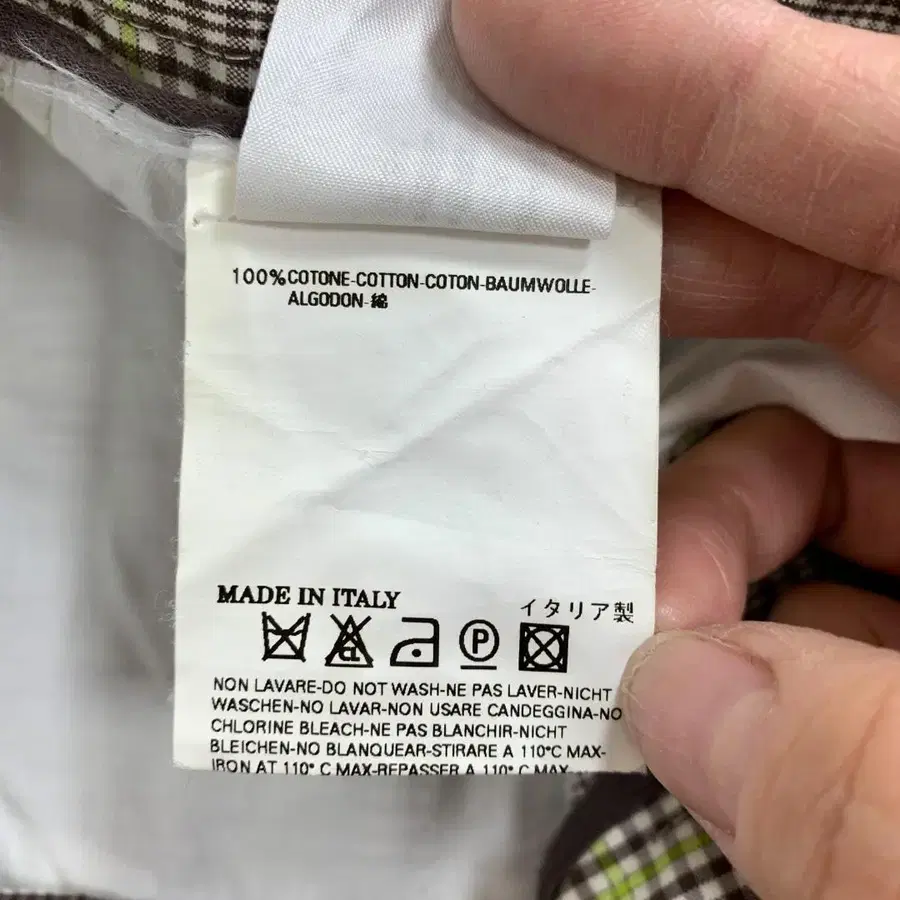 100% COTONE-COTTON-COTON-BAUMWOLLE-
ALGODON-綿
MADE IN ITALY
イタリア製
CL
P
NON LAVARE-DO NOT WASH-NE PAS LAVER-NICHT
WASCHEN-NO LAVAR-NON USARE CANDEGGINA-NO
CHLORINE BLEACH-NE PAS BLANCHIR-NICHT
BLEICHEN-NO BLANQUEAR-STIRARE A 110°C MAX-
IRON AT 110° C MAX-REPASSER A 110° C MAX-